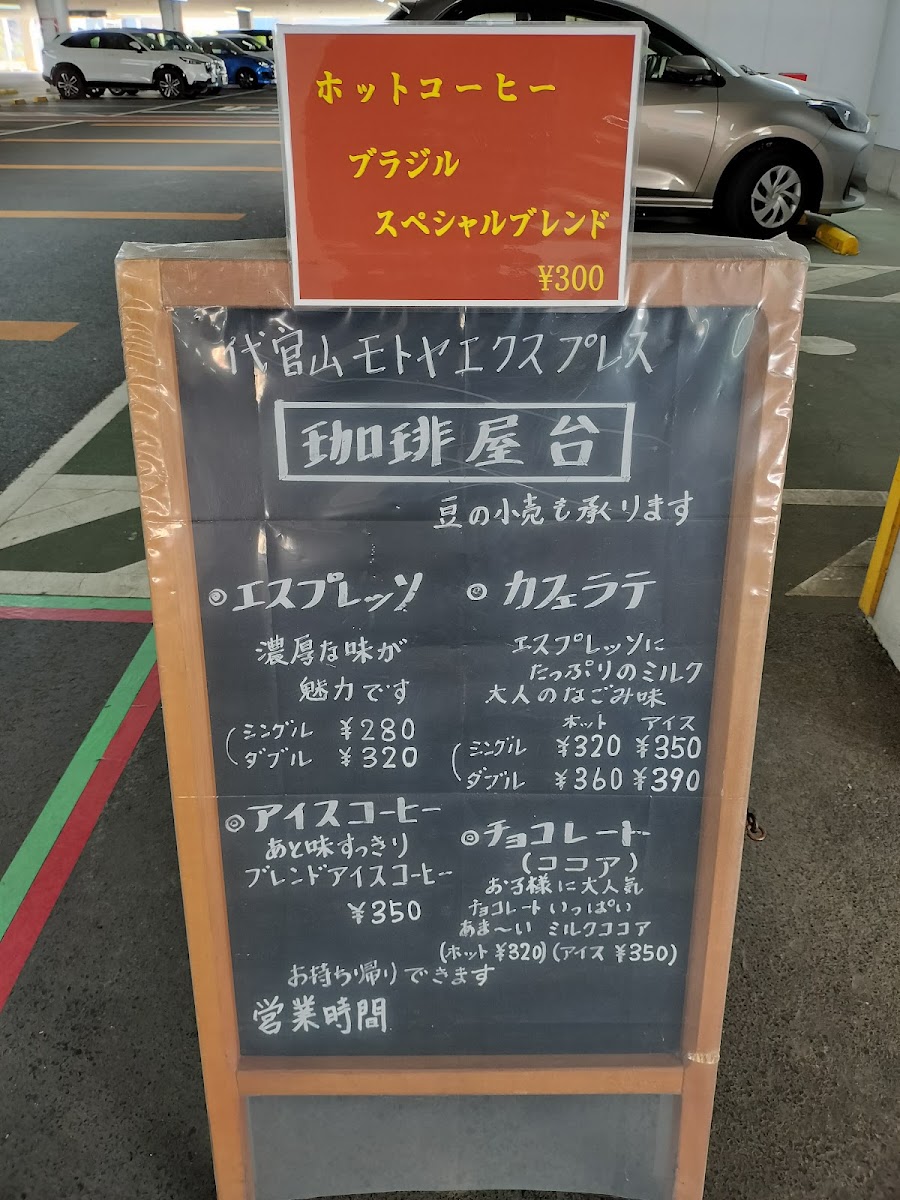 ホットコーヒー
ブラジル
スペシャルブレンド
¥300
代官山モトヤエクスプレス
珈琲屋台
豆の小売も承ります
◎エスプレッソ
濃厚な味が
魅力です
シングル ¥280
ダブル ¥320
◎カフェラテ
エスプレッソに
たっぷりのミルク
大人のなごみ味
ホット アイス
シングル ¥320 ¥350
ダブル ¥360 ¥390
◎アイスコーヒー
あと味すっきり
ブレンドアイスコーヒー
¥350
◎チョコレート
(ココア)
お子様に大人気
チョコレートいっぱい
あま〜い ミルクココア
(ホット ¥320)(アイス ¥350)
お持ち帰りできます
営業時間